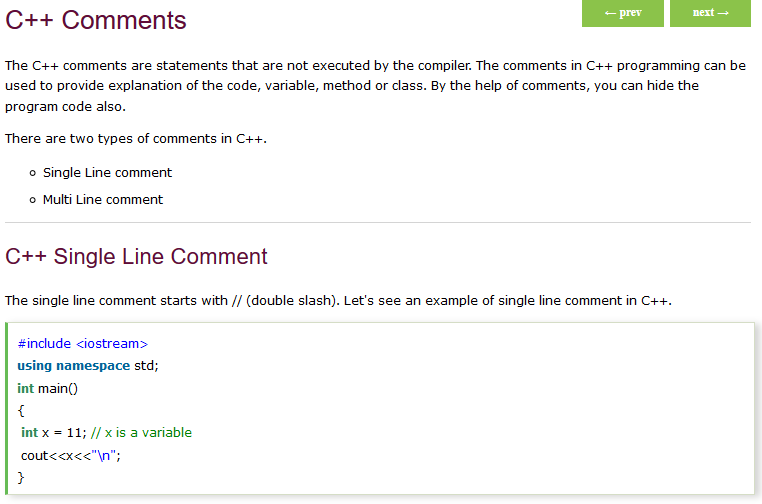 C++ Comments
← prev
next →
The C++ comments are statements that are not executed by the compiler. The comments in C++ programming can be
used to provide explanation of the code, variable, method or class. By the help of comments, you can hide the
program code also.
There are two types of comments in C++.
Single Line comment
Multi Line comment
C++ Single Line Comment
The single line comment starts with // (double slash). Let's see an example of single line comment in C++.
#include <iostream>
using namespace std;
int main()
{
int x = 11; // x is a variable
cout<<x<<"\n";
}